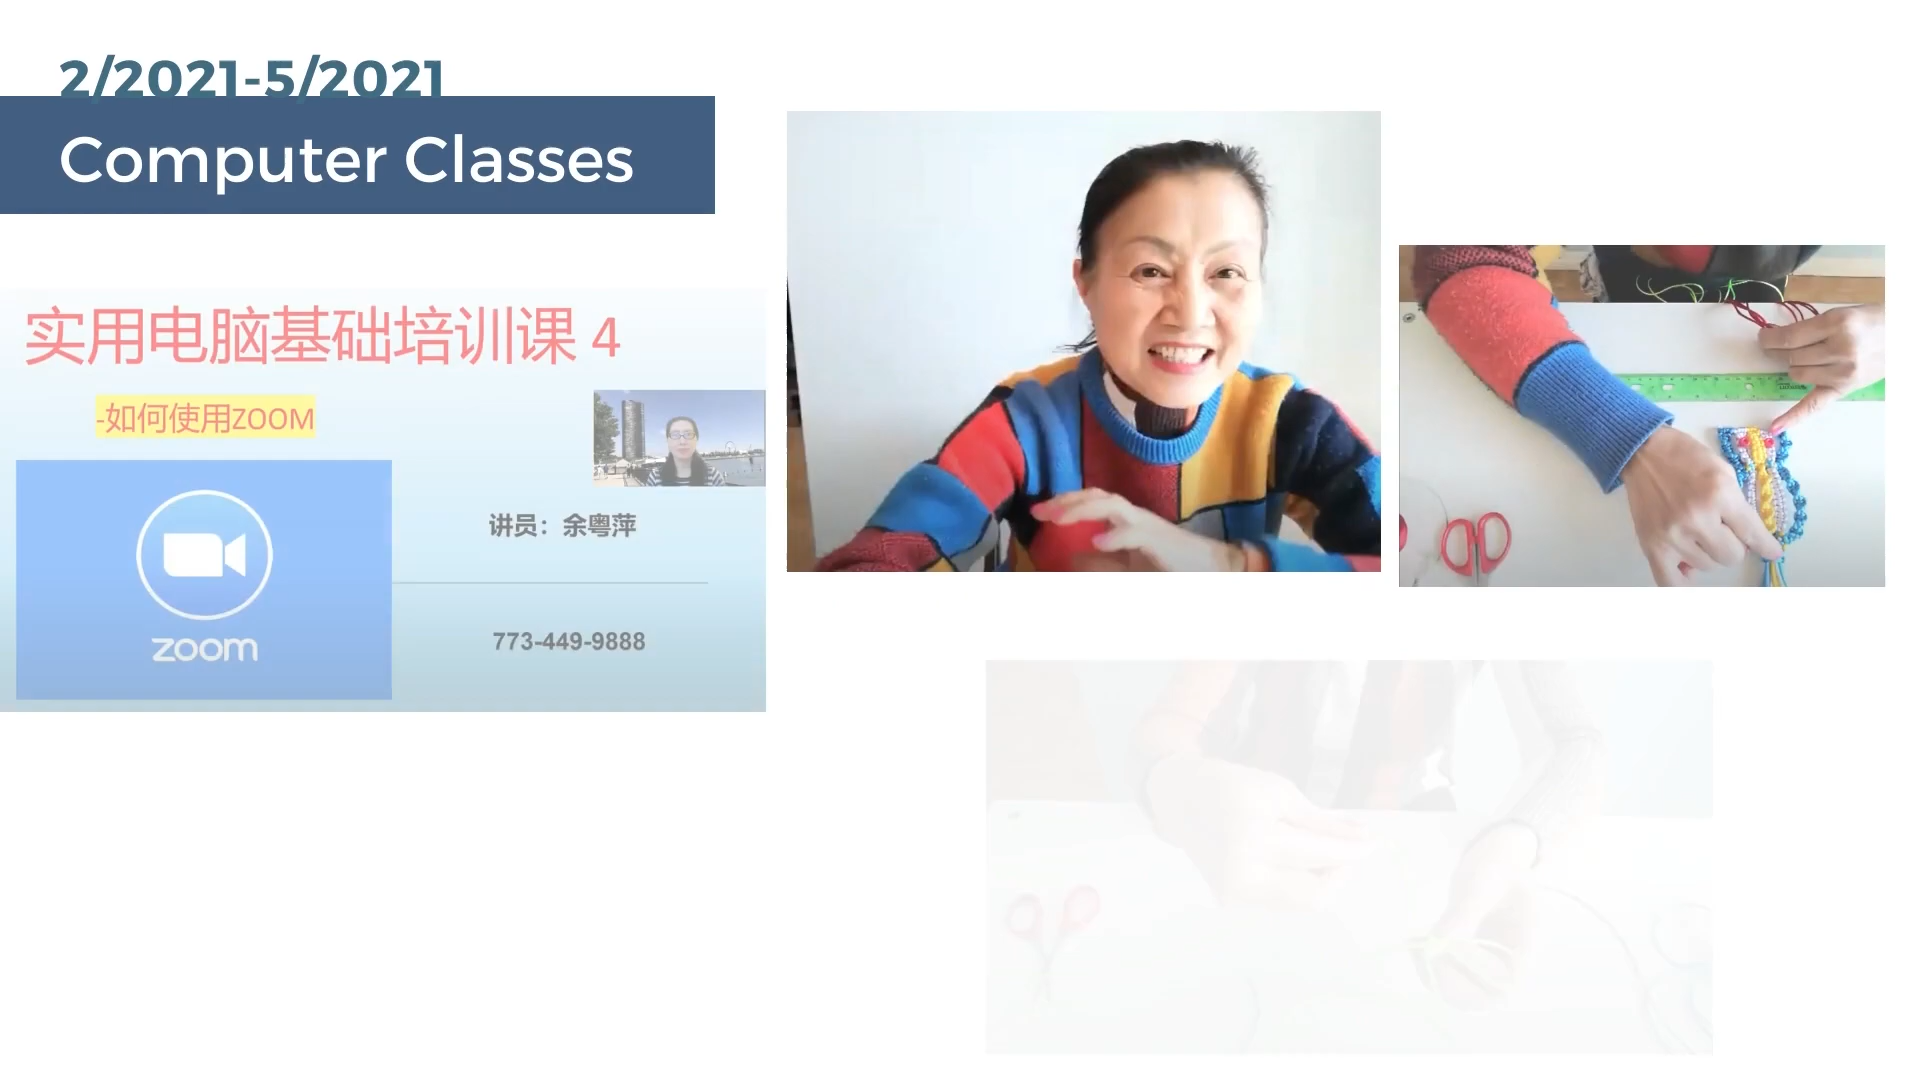 2/2021-5/2021
Computer Classes
实用电脑基础培训课 4
-如何使用ZOOM
讲员：余粤萍
zoom
773-449-9888